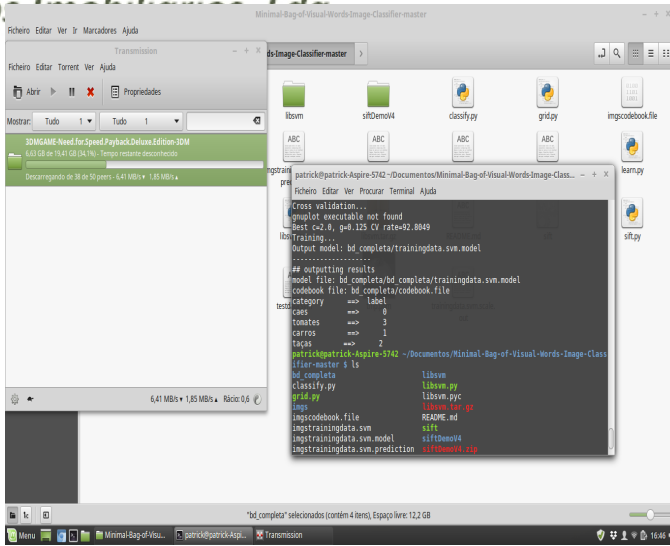 Minimal-Bag-of-Visual-Words-Image-Classifier-master
Ficheiro Editar Ver Ir Marcadores Ajuda
ds-Image-Classifier-master
Transmission
Ficheiro Editar Torrent Ver Ajuda
Abrir
Propriedades
Mostrar: Tudo 1 Tudo 1
3DMGAME-Need.for.Speed.Payback.Deluxe.Edition-3DM
6,63 GB de 19,41 GB (34,1%) - Tempo restante desconhecido
Descarregando de 38 de 50 peers - 6,41 MB/s 1,85 MB/s
6,41 MB/s 1,85 MB/s Rácio: 0,6
libsvm
siftDemoV4
classify.py
grid.py
imgscodebook.file
ABC
ABC
ABC
ABC
learn.py
sift.py
patrick@patrick-Aspire-5742 ~/Documentos/Minimal-Bag-of-Visual-Words-Image-Class...
Ficheiro Editar Ver Procurar Terminal Ajuda
Cross validation...
gnuplot executable not found
Best c=2.0, g=0.125 CV rate=92.8049
Training...
Output model: bd_completa/trainingdata.svm.model
--------------------
## outputting results
model file: bd_completa/bd_completa/trainingdata.svm.model
codebook file: bd_completa/codebook.file
category ==> label
caes ==> 0
tomates ==> 3
carros ==> 1
taças ==> 2
patrick@patrick-Aspire-5742 ~/Documentos/Minimal-Bag-of-Visual-Words-Image-Class
ifier-master $ ls
bd_completa libsvm
classify.py libsvm.py
grid.py libsvm.pyc
imgs libsvm.tar.gz
imgscodebook.file README.md
imgstrainingdata.svm sift
imgstrainingdata.svm.model siftDemoV4
imgstrainingdata.svm.prediction siftDemoV4.zip
"bd_completa" selecionados (contém 4 itens), Espaço livre: 12,2 GB
Menu
Minimal-Bag-of-Visu...
patrick@patrick-Aspi...
Transmission
16:46